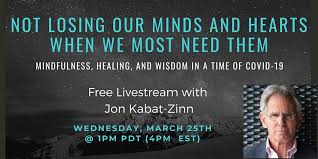 NOT LOSING OUR MINDS AND HEARTS
WHEN WE MOST NEED THEM
MINDFULNESS, HEALING, AND WISDOM IN A TIME OF COVID-19
Free Livestream with
Jon Kabat-Zinn
WEDNESDAY, MARCH 25TH
@ 1PM PDT (4PM EST)